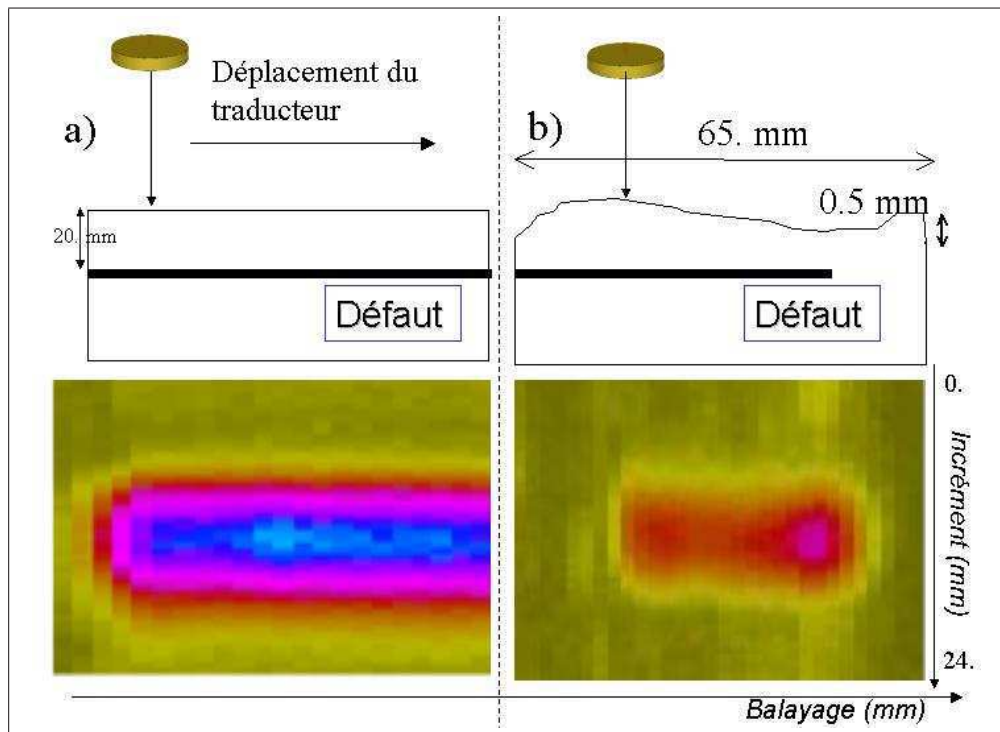 a)
Déplacement du
traducteur
20. mm
Défaut
b)
65. mm
0.5 mm
Défaut
0.
Incrément (mm)
24.
Balayage (mm)